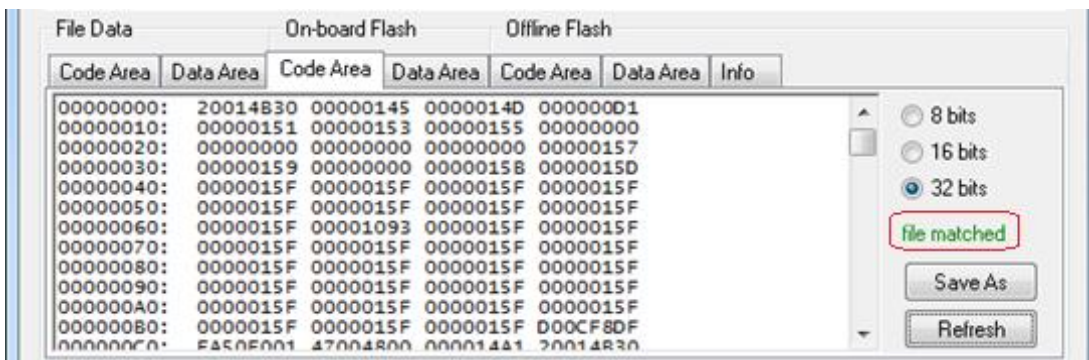 File Data On-board Flash Offline Flash
Code Area Data Area Code Area Data Area Code Area Data Area Info
00000000: 20014B30 00000145 0000014D 000000D1
00000010: 00000151 00000153 00000155 00000000
00000020: 00000000 00000000 00000000 00000157
00000030: 00000159 00000000 0000015B 0000015D
00000040: 0000015F 0000015F 0000015F 0000015F
00000050: 0000015F 0000015F 0000015F 0000015F
00000060: 0000015F 00001093 0000015F 0000015F
00000070: 0000015F 0000015F 0000015F 0000015F
00000080: 0000015F 0000015F 0000015F 0000015F
00000090: 0000015F 0000015F 0000015F 0000015F
000000A0: 0000015F 0000015F 0000015F 0000015F
000000B0: 0000015F 0000015F 0000015F D00CF8DF
000000C0: 47004800 000014A1 20014B30
8 bits
16 bits
32 bits
file matched
Save As
Refresh